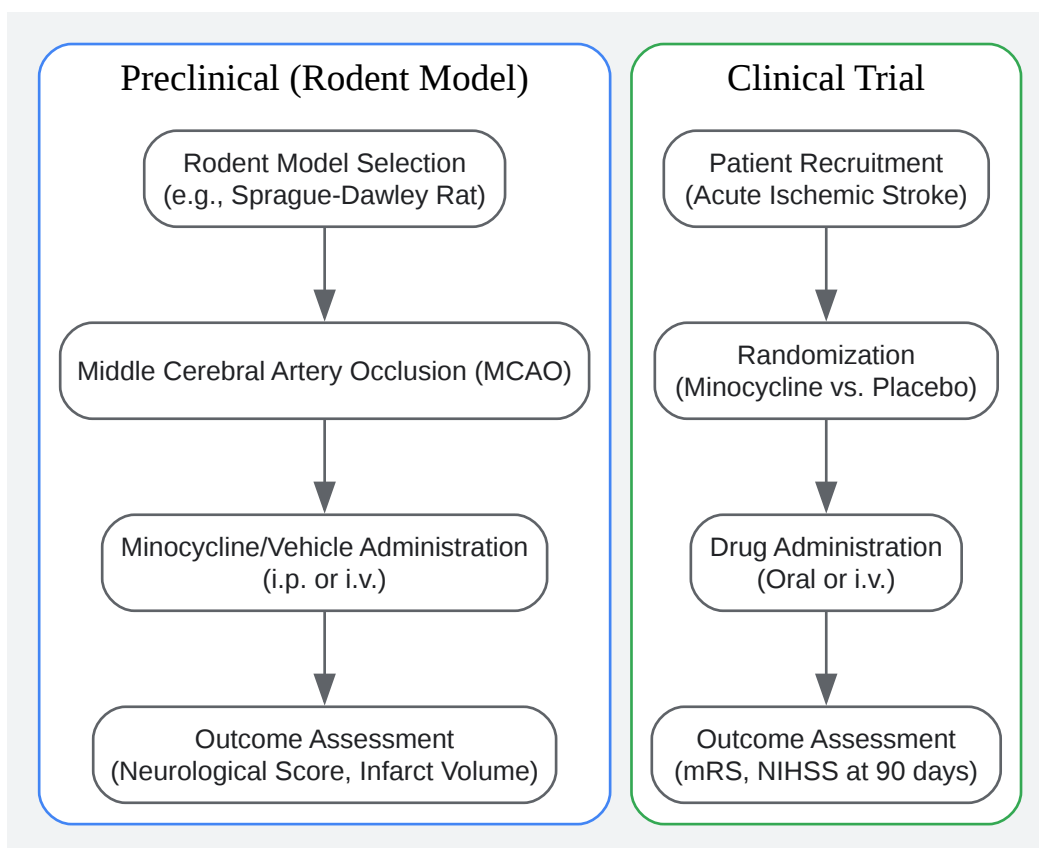 Preclinical (Rodent Model)
Rodent Model Selection
(e.g., Sprague-Dawley Rat)
Middle Cerebral Artery Occlusion (MCAO)
Minocycline/Vehicle Administration
(i.p. or i.v.)
Outcome Assessment
(Neurological Score, Infarct Volume)
Clinical Trial
Patient Recruitment
(Acute Ischemic Stroke)
Randomization
(Minocycline vs. Placebo)
Drug Administration
(Oral or i.v.)
Outcome Assessment
(mRS, NIHSS at 90 days)